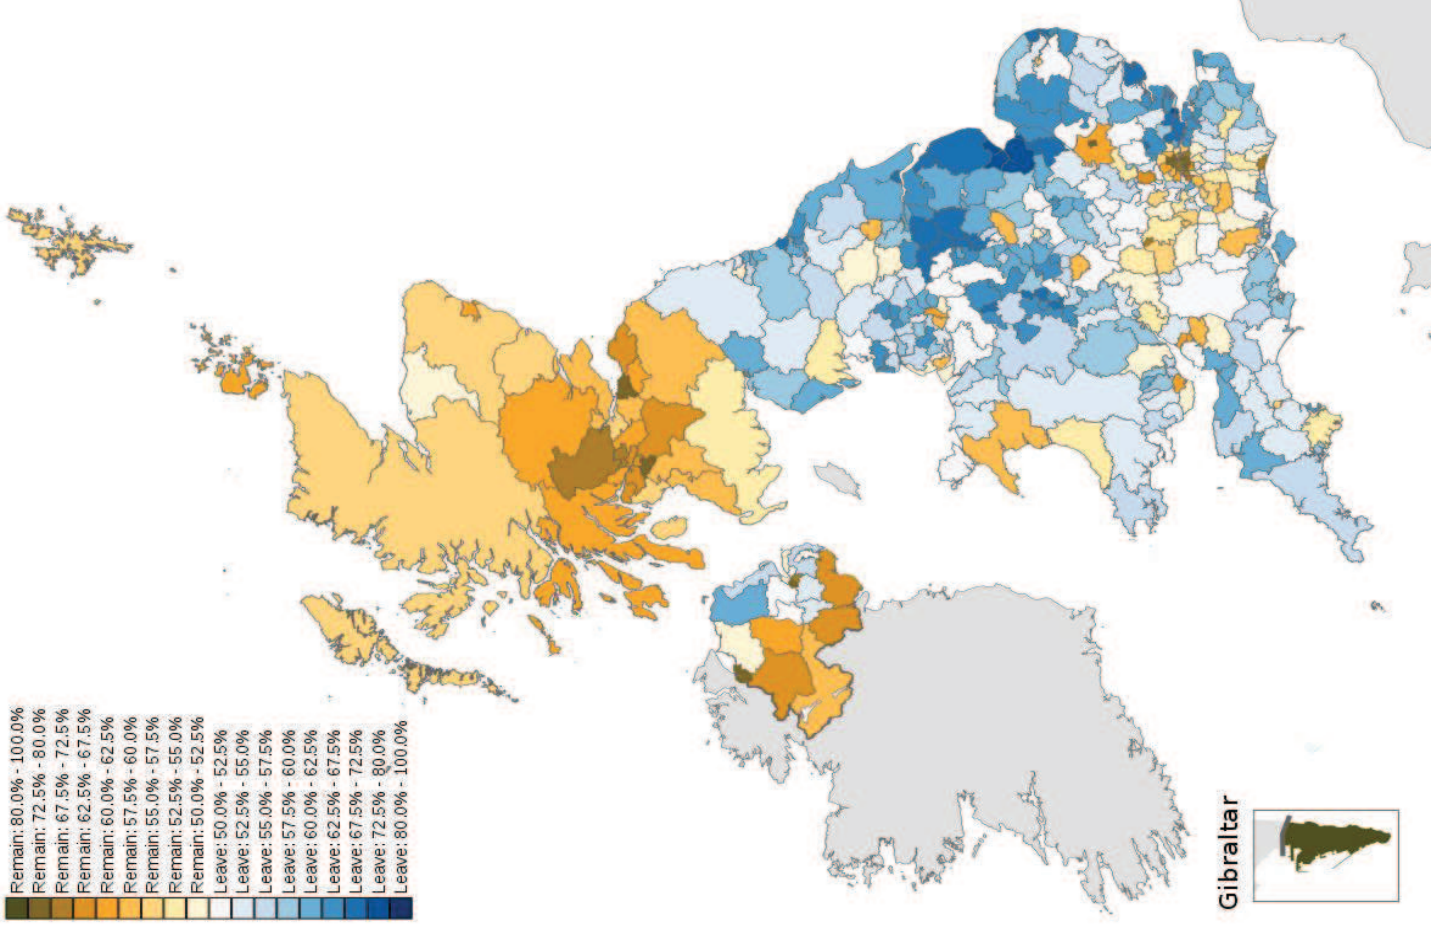 Remain: 80.0% - 100.0%
Remain: 72.5% - 80.0%
Remain: 67.5% - 72.5%
Remain: 62.5% - 67.5%
Remain: 60.0% - 62.5%
Remain: 57.5% - 60.0%
Remain: 55.0% - 57.5%
Remain: 52.5% - 55.0%
Remain: 50.0% - 52.5%
Leave: 50.0% - 52.5%
Leave: 52.5% - 55.0%
Leave: 55.0% - 57.5%
Leave: 57.5% - 60.0%
Leave: 60.0% - 62.5%
Leave: 62.5% - 67.5%
Leave: 67.5% - 72.5%
Leave: 72.5% - 80.0%
Leave: 80.0% - 100.0%
Gibraltar